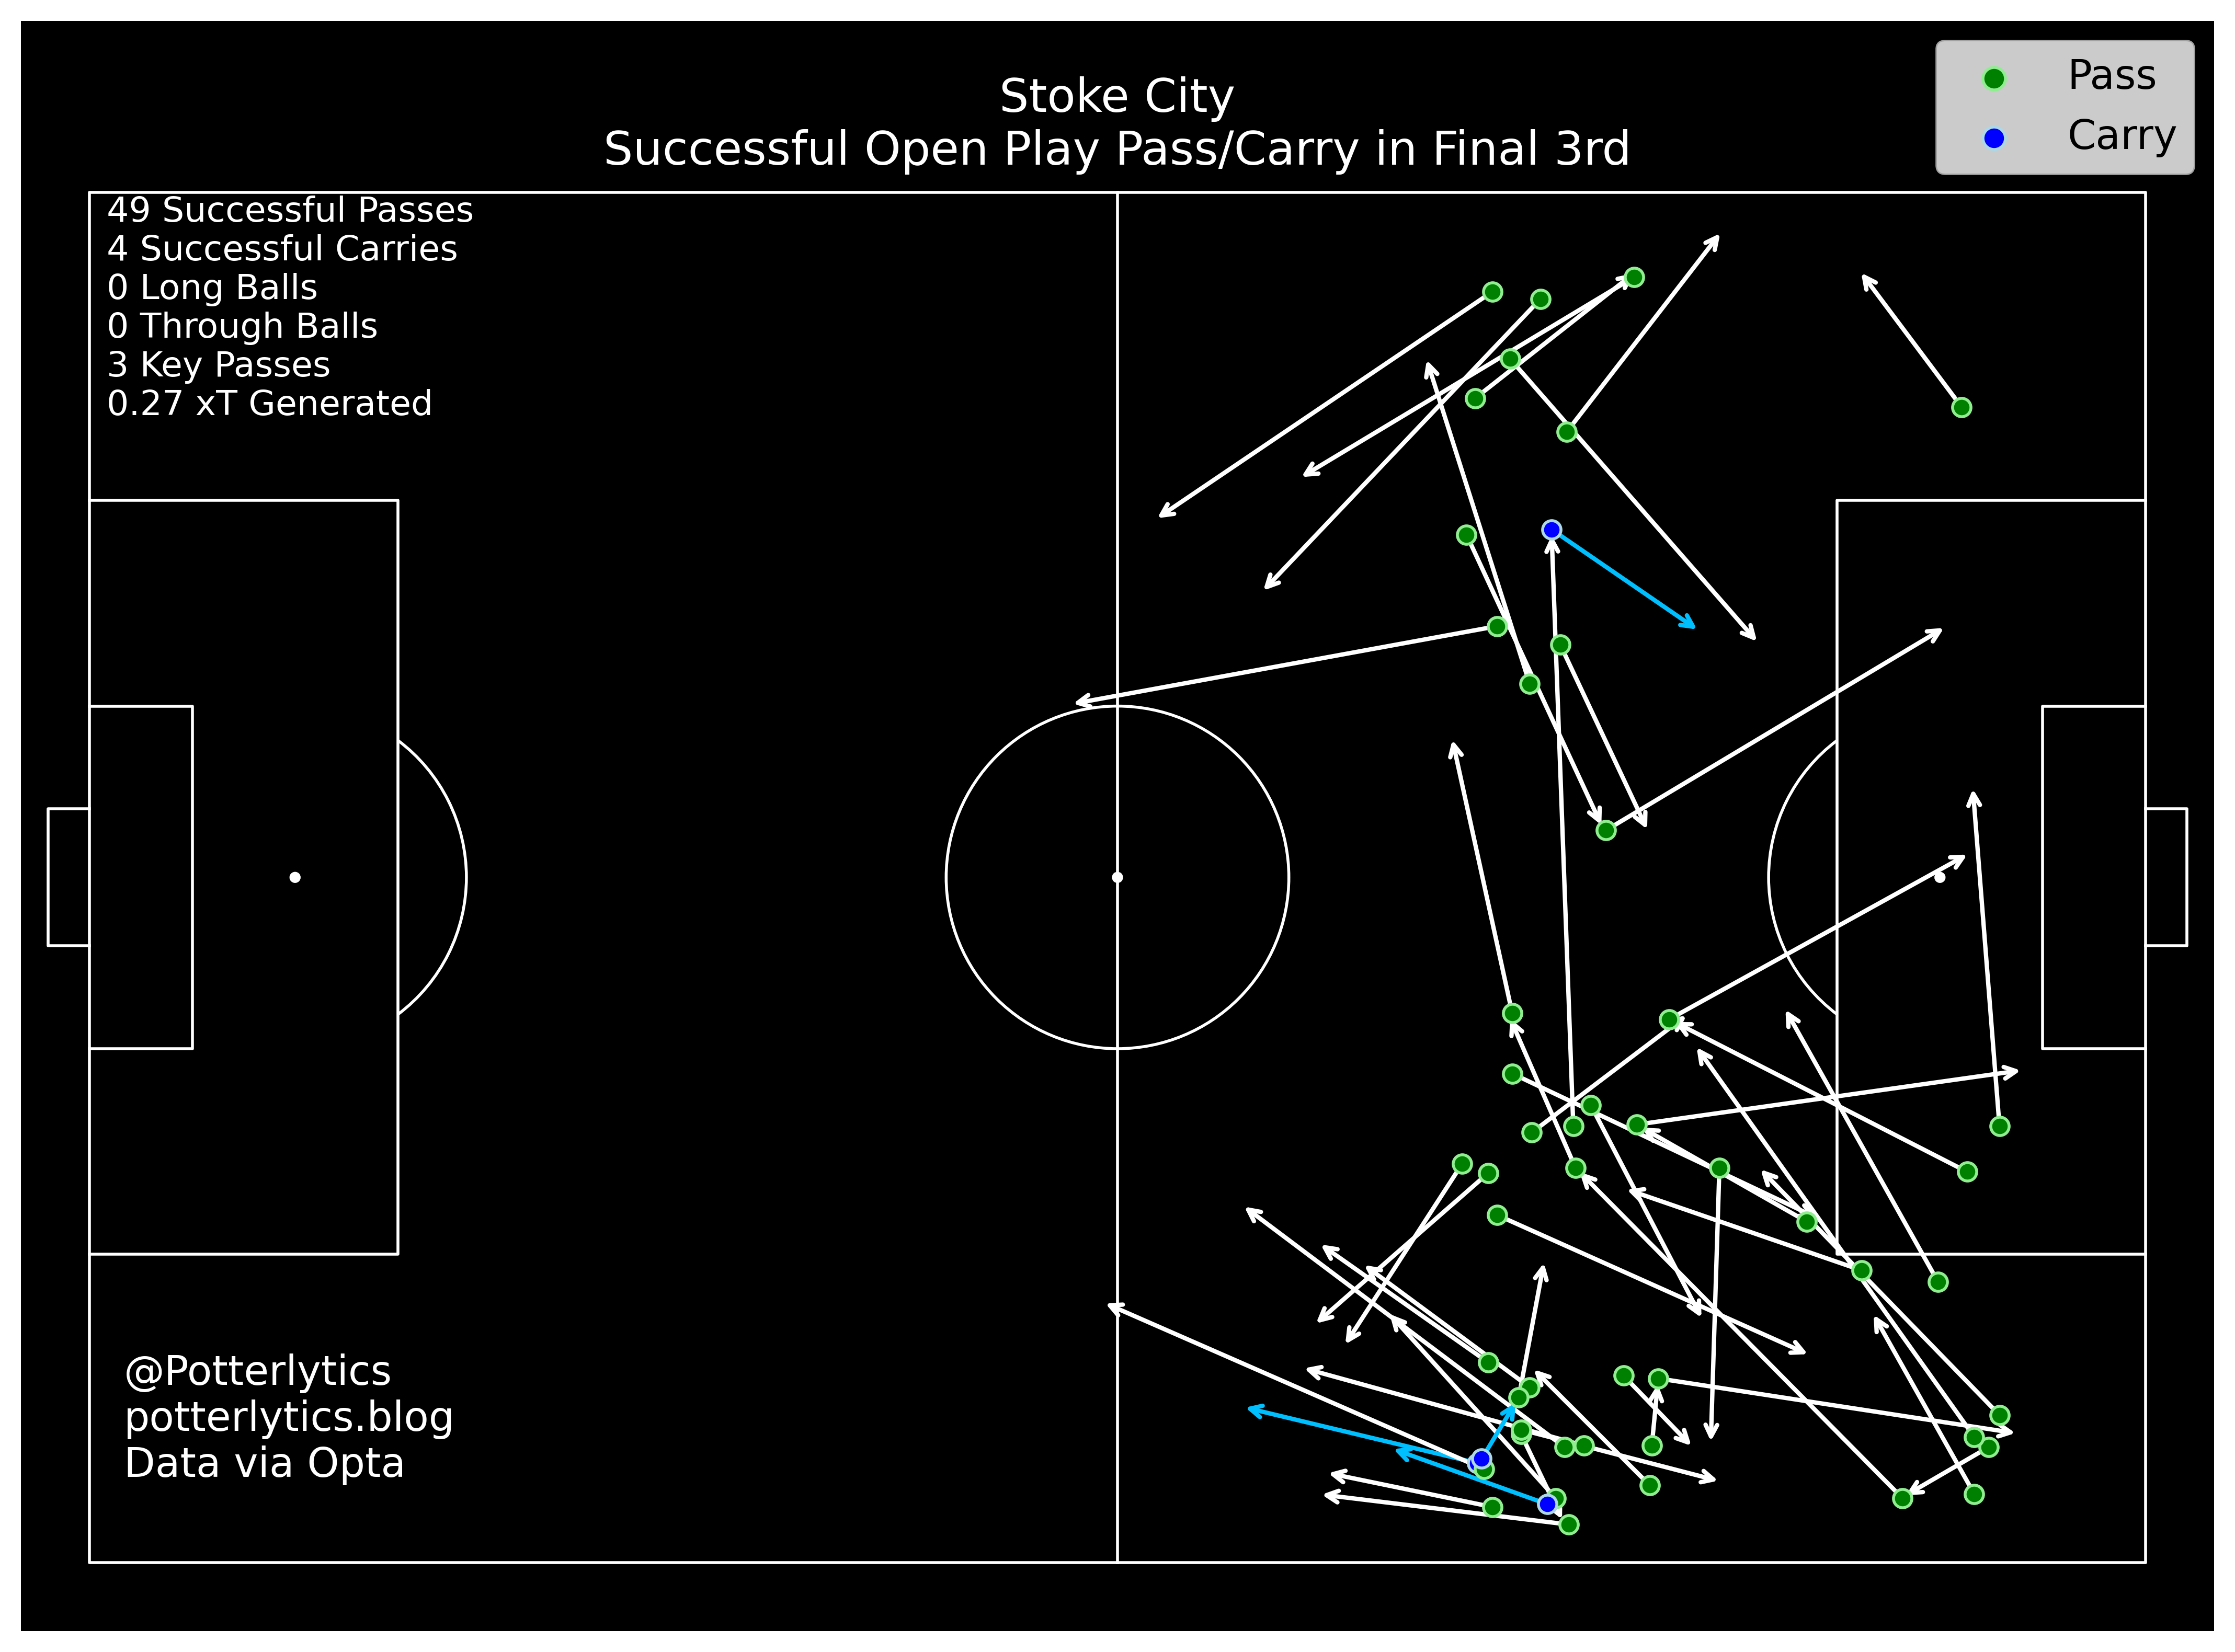 Stoke City
Successful Open Play Pass/Carry in Final 3rd
Pass
Carry
49 Successful Passes
4 Successful Carries
0 Long Balls
0 Through Balls
3 Key Passes
0.27 xT Generated
@Potterlytics
potterlytics.blog
Data via Opta